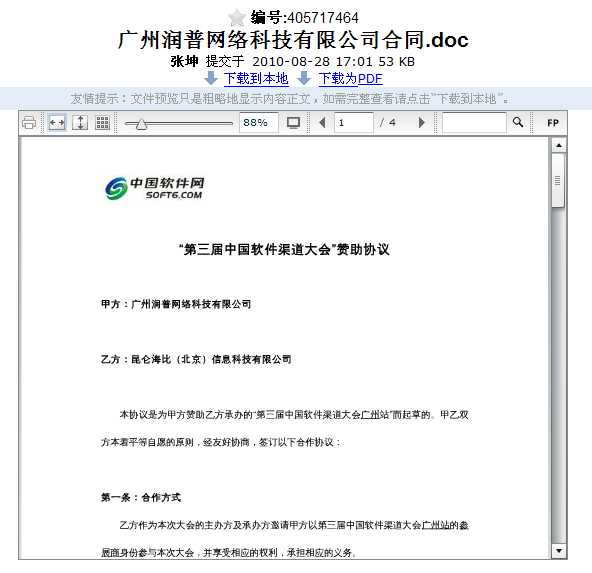 编号:405717464
广州润普网络科技有限公司合同.doc
张坤 提交于 2010-08-28 17:01 53 KB
下载到本地 下载为PDF
友情提示：文件预览只是粗略地显示内容正文，如需完整查看请点击“下载到本地”。
88% 1 / 4 FP
中国软件网
SOFT6.COM
“第三届中国软件渠道大会”赞助协议
甲方：广州润普网络科技有限公司
乙方：昆仑海比（北京）信息科技有限公司
本协议是为甲方赞助乙方承办的“第三届中国软件渠道大会广州站”而起草的。甲乙双
方本着平等自愿的原则，经友好协商，签订以下合作协议：
第一条：合作方式
乙方作为本次大会的主办方及承办方邀请甲方以第三届中国软件渠道大会广州站的参
展商身份参与本次大会，并享受相应的权利，承担相应的义务。